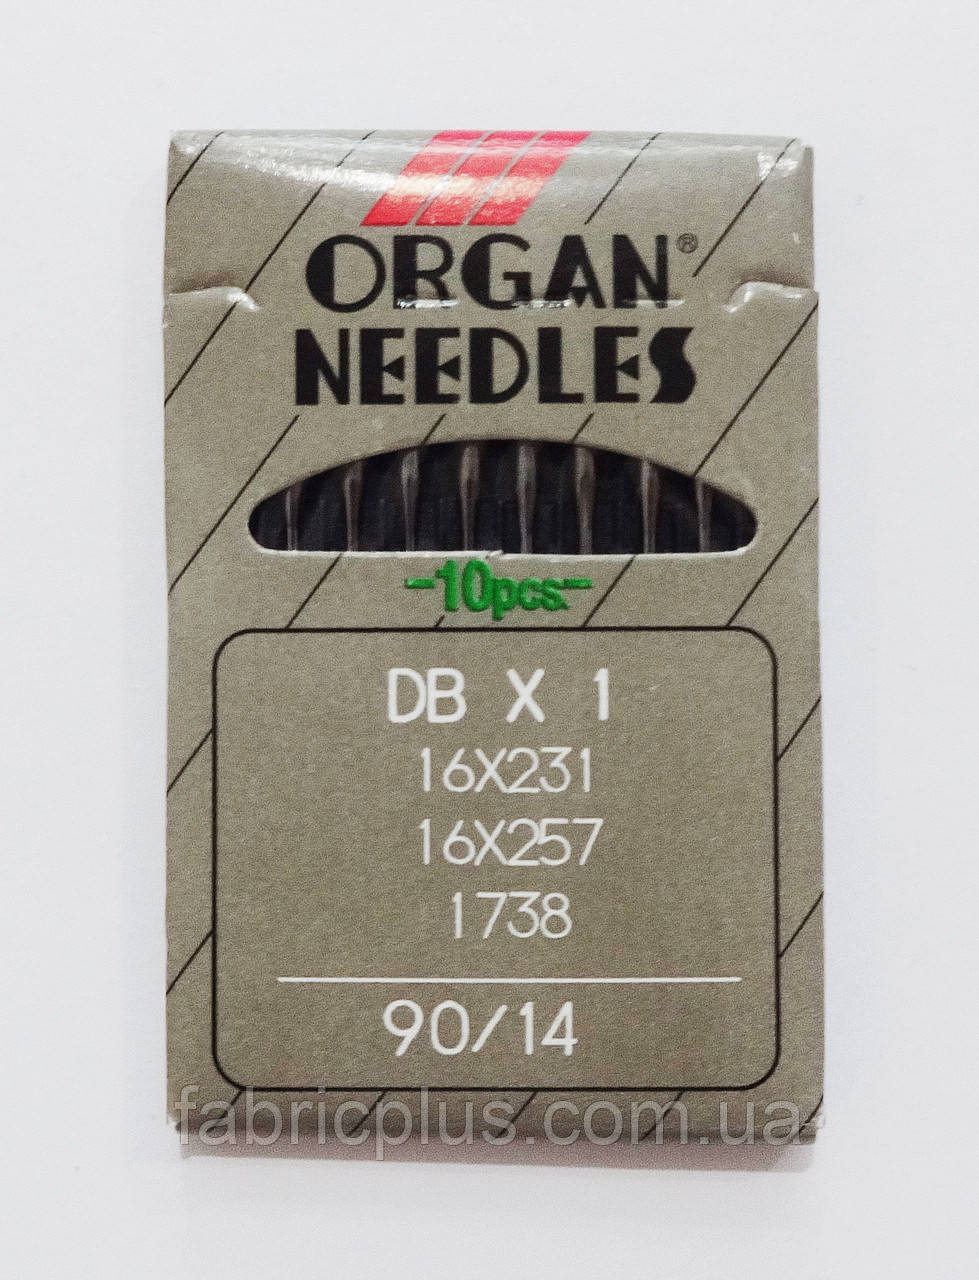 ORGAN®
NEEDLES
-10pcs.-
DB X 1
16X231
16X257
1738
90/14
fabricplus.com.ua